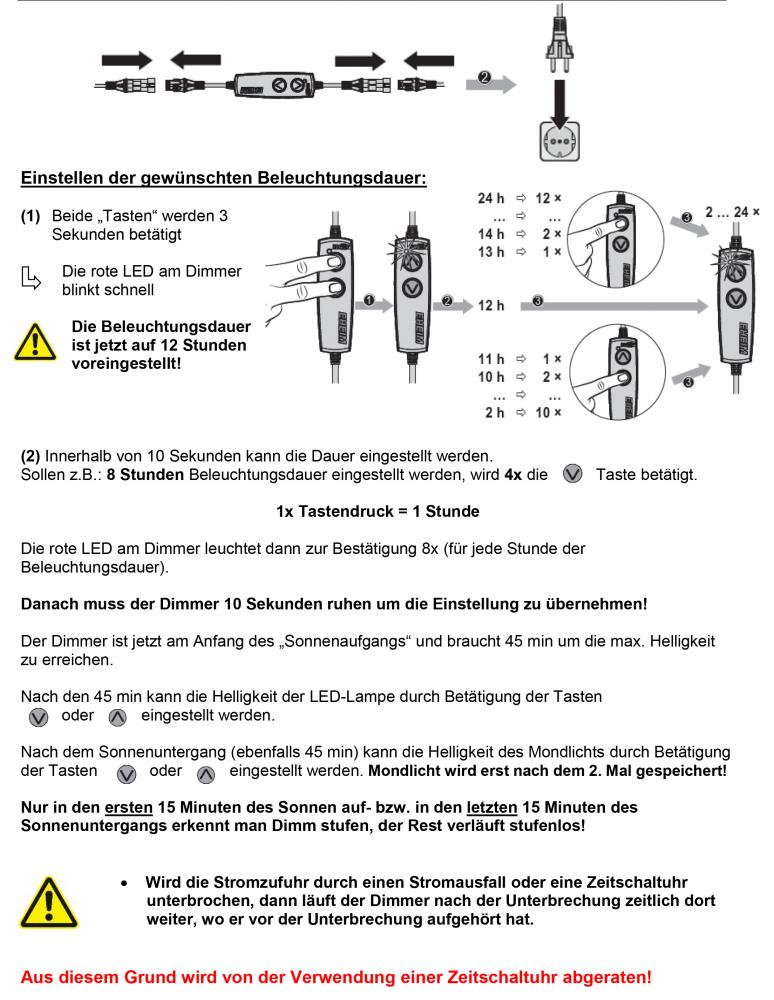 2
Einstellen der gewünschten Beleuchtungsdauer:
(1) Beide „Tasten“ werden 3
Sekunden betätigt
Die rote LED am Dimmer
blinkt schnell
Die Beleuchtungsdauer
ist jetzt auf 12 Stunden
voreingestellt!
EHEIM
1
EHEIM
2
24 h ⇨ 12 ×
... ⇨ ...
14 h ⇨ 2 ×
13 h ⇨ 1 ×
3
12 h
3
11 h ⇨ 1 ×
10 h ⇨ 2 ×
... ⇨ ...
2 h ⇨ 10 ×
EHEIM
3
2 ... 24 ×
EHEIM
(2) Innerhalb von 10 Sekunden kann die Dauer eingestellt werden.
Sollen z.B.: 8 Stunden Beleuchtungsdauer eingestellt werden, wird 4x die Taste betätigt.
1x Tastendruck = 1 Stunde
Die rote LED am Dimmer leuchtet dann zur Bestätigung 8x (für jede Stunde der
Beleuchtungsdauer).
Danach muss der Dimmer 10 Sekunden ruhen um die Einstellung zu übernehmen!
Der Dimmer ist jetzt am Anfang des „Sonnenaufgangs“ und braucht 45 min um die max. Helligkeit
zu erreichen.
Nach den 45 min kann die Helligkeit der LED-Lampe durch Betätigung der Tasten
oder eingestellt werden.
Nach dem Sonnenuntergang (ebenfalls 45 min) kann die Helligkeit des Mondlichts durch Betätigung
der Tasten oder eingestellt werden. Mondlicht wird erst nach dem 2. Mal gespeichert!
Nur in den ersten 15 Minuten des Sonnen auf- bzw. in den letzten 15 Minuten des
Sonnenuntergangs erkennt man Dimm stufen, der Rest verläuft stufenlos!
• Wird die Stromzufuhr durch einen Stromausfall oder eine Zeitschaltuhr
unterbrochen, dann läuft der Dimmer nach der Unterbrechung zeitlich dort
weiter, wo er vor der Unterbrechung aufgehört hat.
Aus diesem Grund wird von der Verwendung einer Zeitschaltuhr abgeraten!